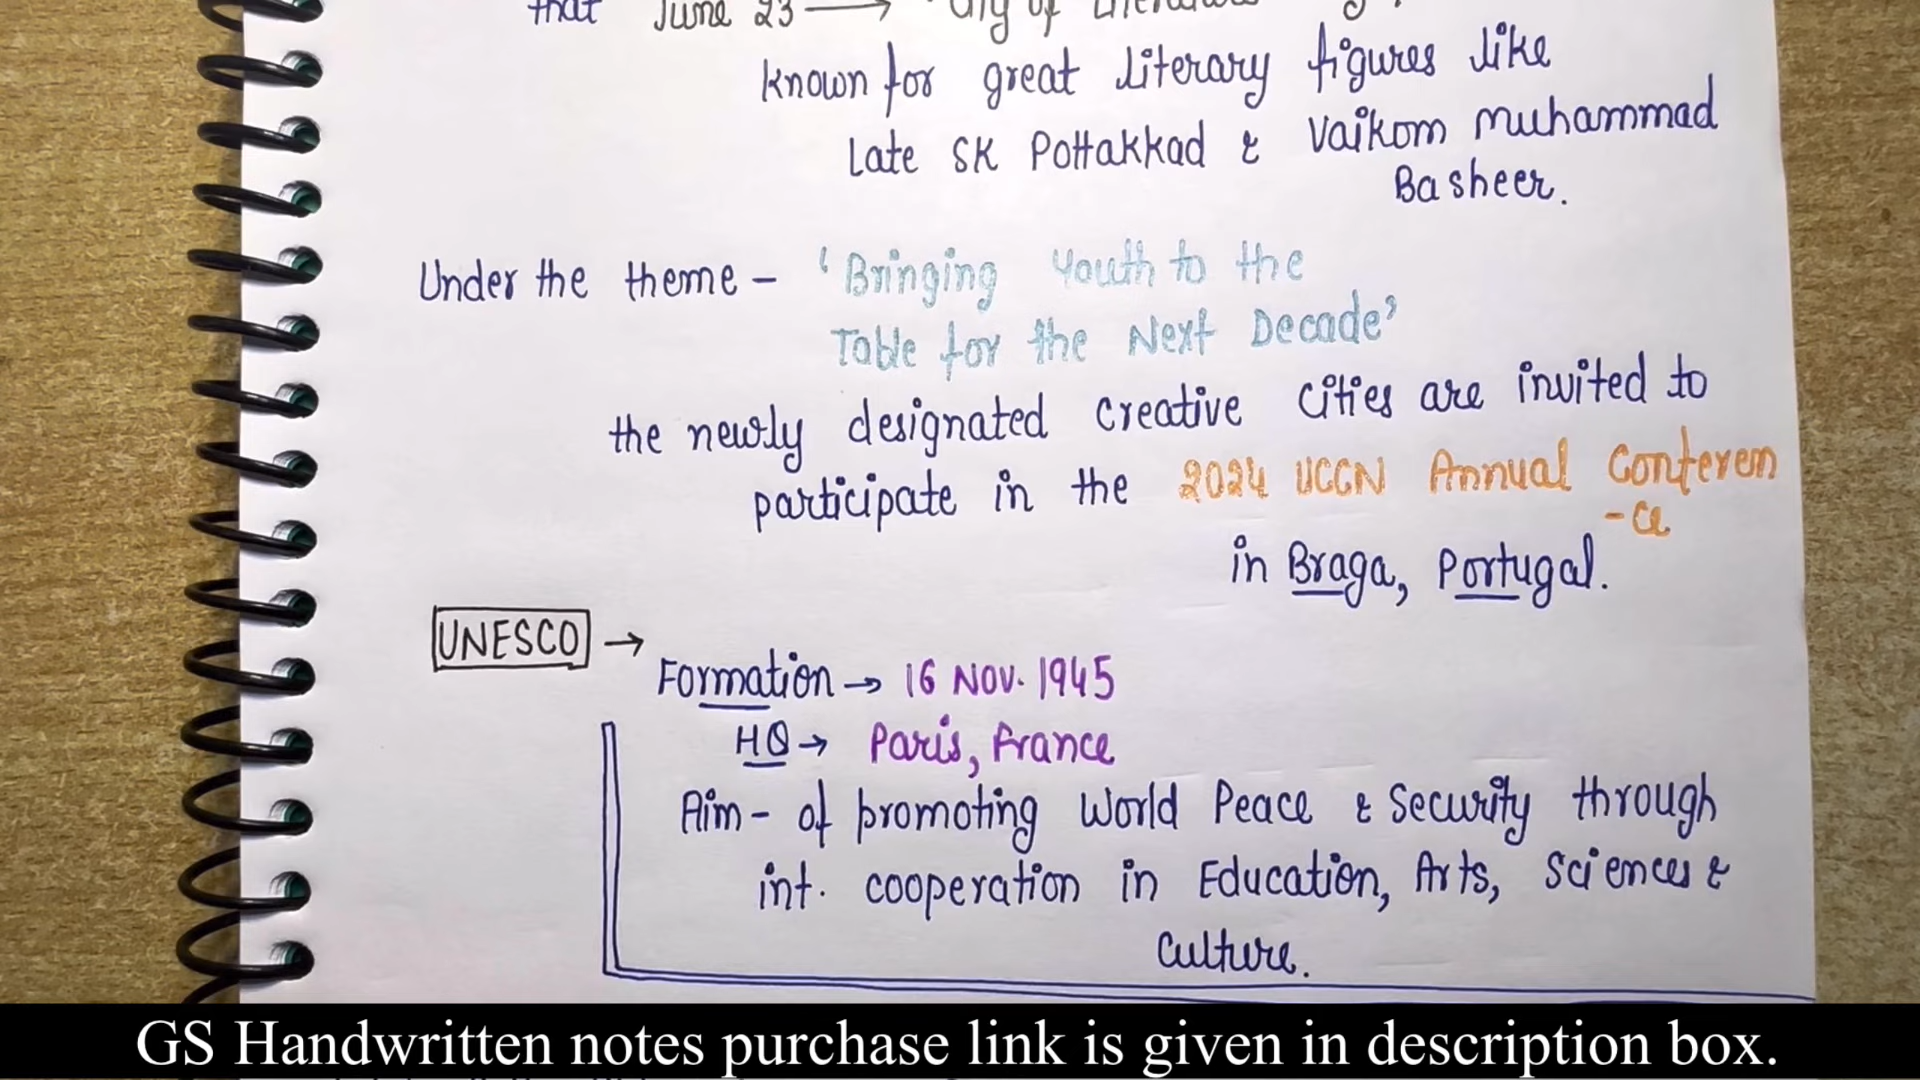 that June 23 → 'City of Literature'
known for great literary figures like
Late SK Pottakkad & Vaikom Muhammad
Basheer.
Under the theme - 'Bringing Youth to the
Table for the Next Decade'
the newly designated creative cities are invited to
participate in the 2024 UCCN Annual Conferen
-ce
in Braga, Portugal.
UNESCO →
Formation → 16 Nov. 1945
HQ → Paris, France
Aim - of promoting World Peace & Security through
int. cooperation in Education, Arts, Sciences &
Culture.
GS Handwritten notes purchase link is given in description box.